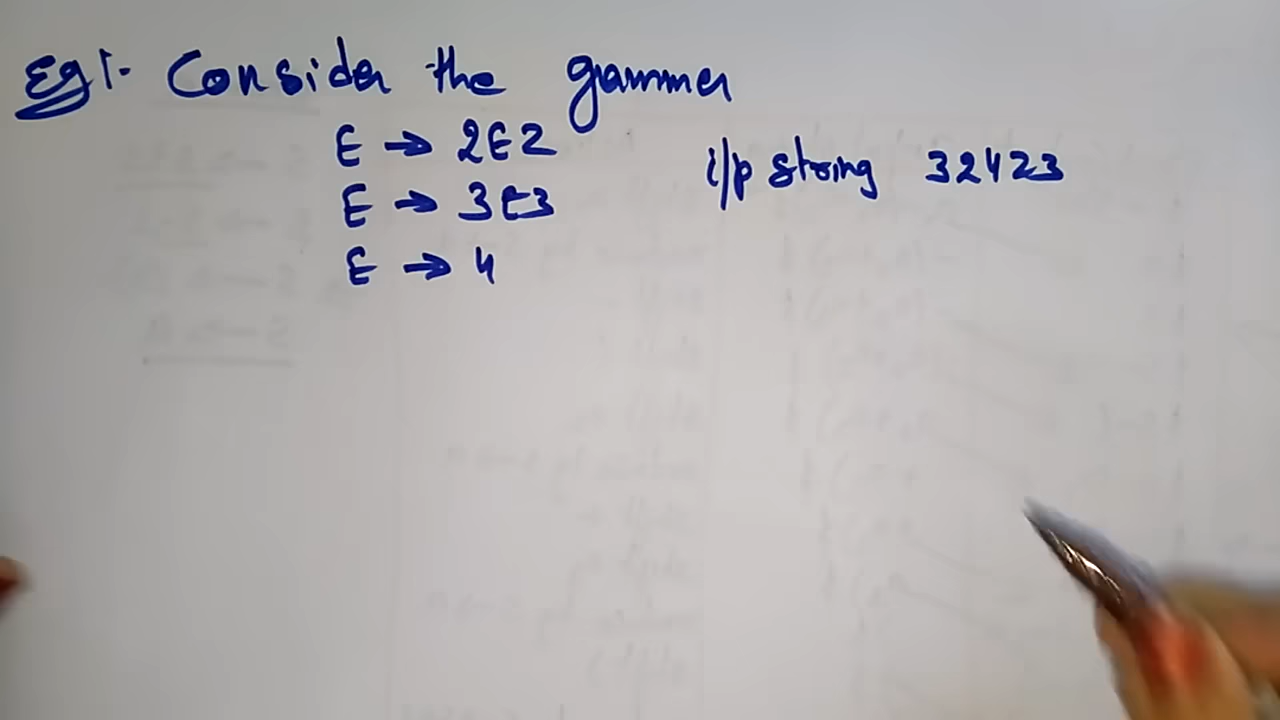 Eg1:- Consider the grammer
E → 2E2
i/p string 32423
E → 3E3
E → 4